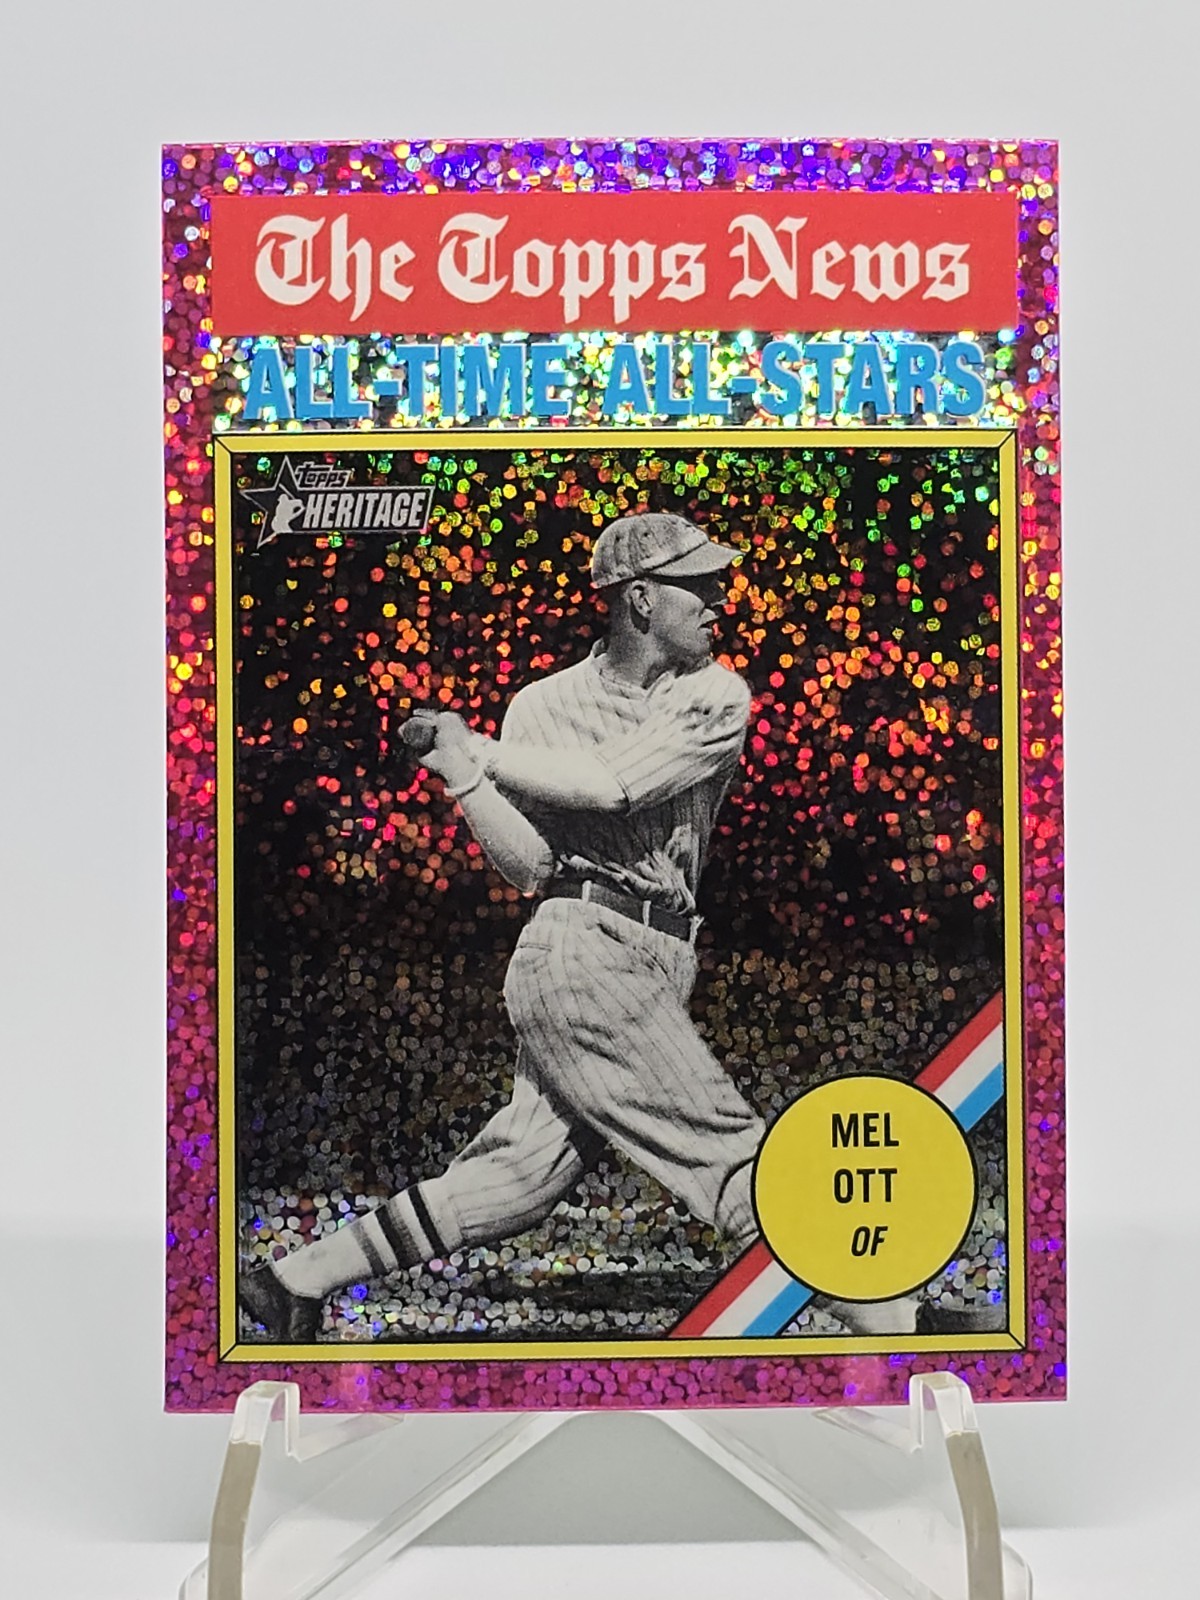 The Topps News
ALL-TIME ALL-STARS
Topps
HERITAGE
MEL
OTT
OF